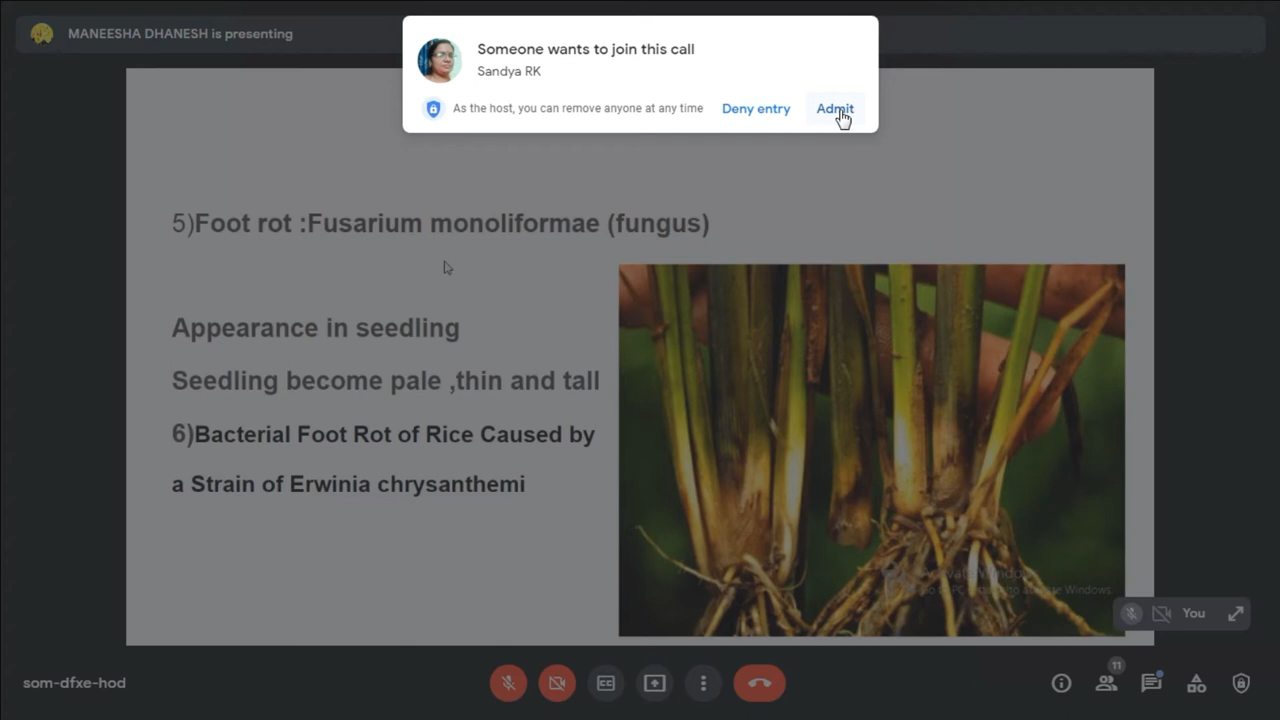 MANEESHA DHANESH is presenting
Someone wants to join this call
Sandya RK
As the host, you can remove anyone at any time
Deny entry
Admit
5)Foot rot :Fusarium monoliformae (fungus)
Appearance in seedling
Seedling become pale ,thin and tall
6)Bacterial Foot Rot of Rice Caused by
a Strain of Erwinia chrysanthemi
You
som-dfxe-hod
CC
11